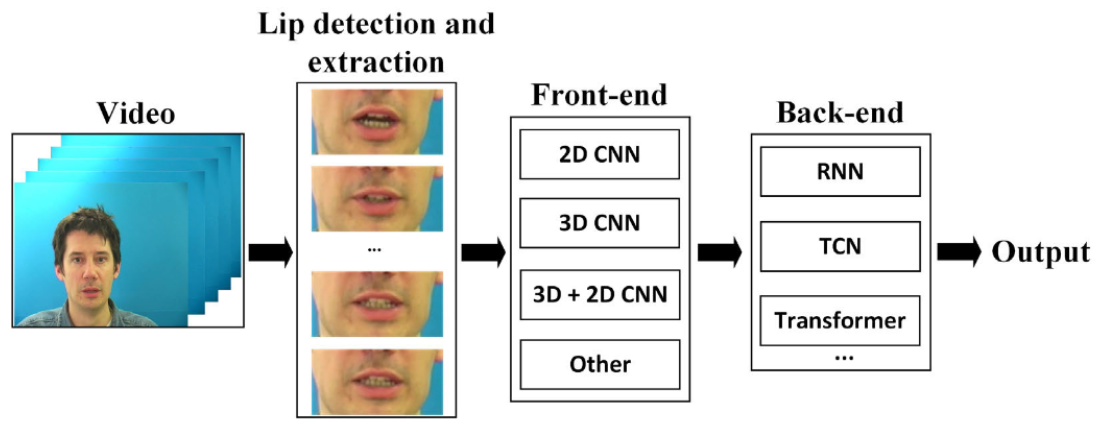 Video
Lip detection and
extraction
...
Front-end
2D CNN
3D CNN
3D + 2D CNN
Other
Back-end
RNN
TCN
Transformer
...
Output